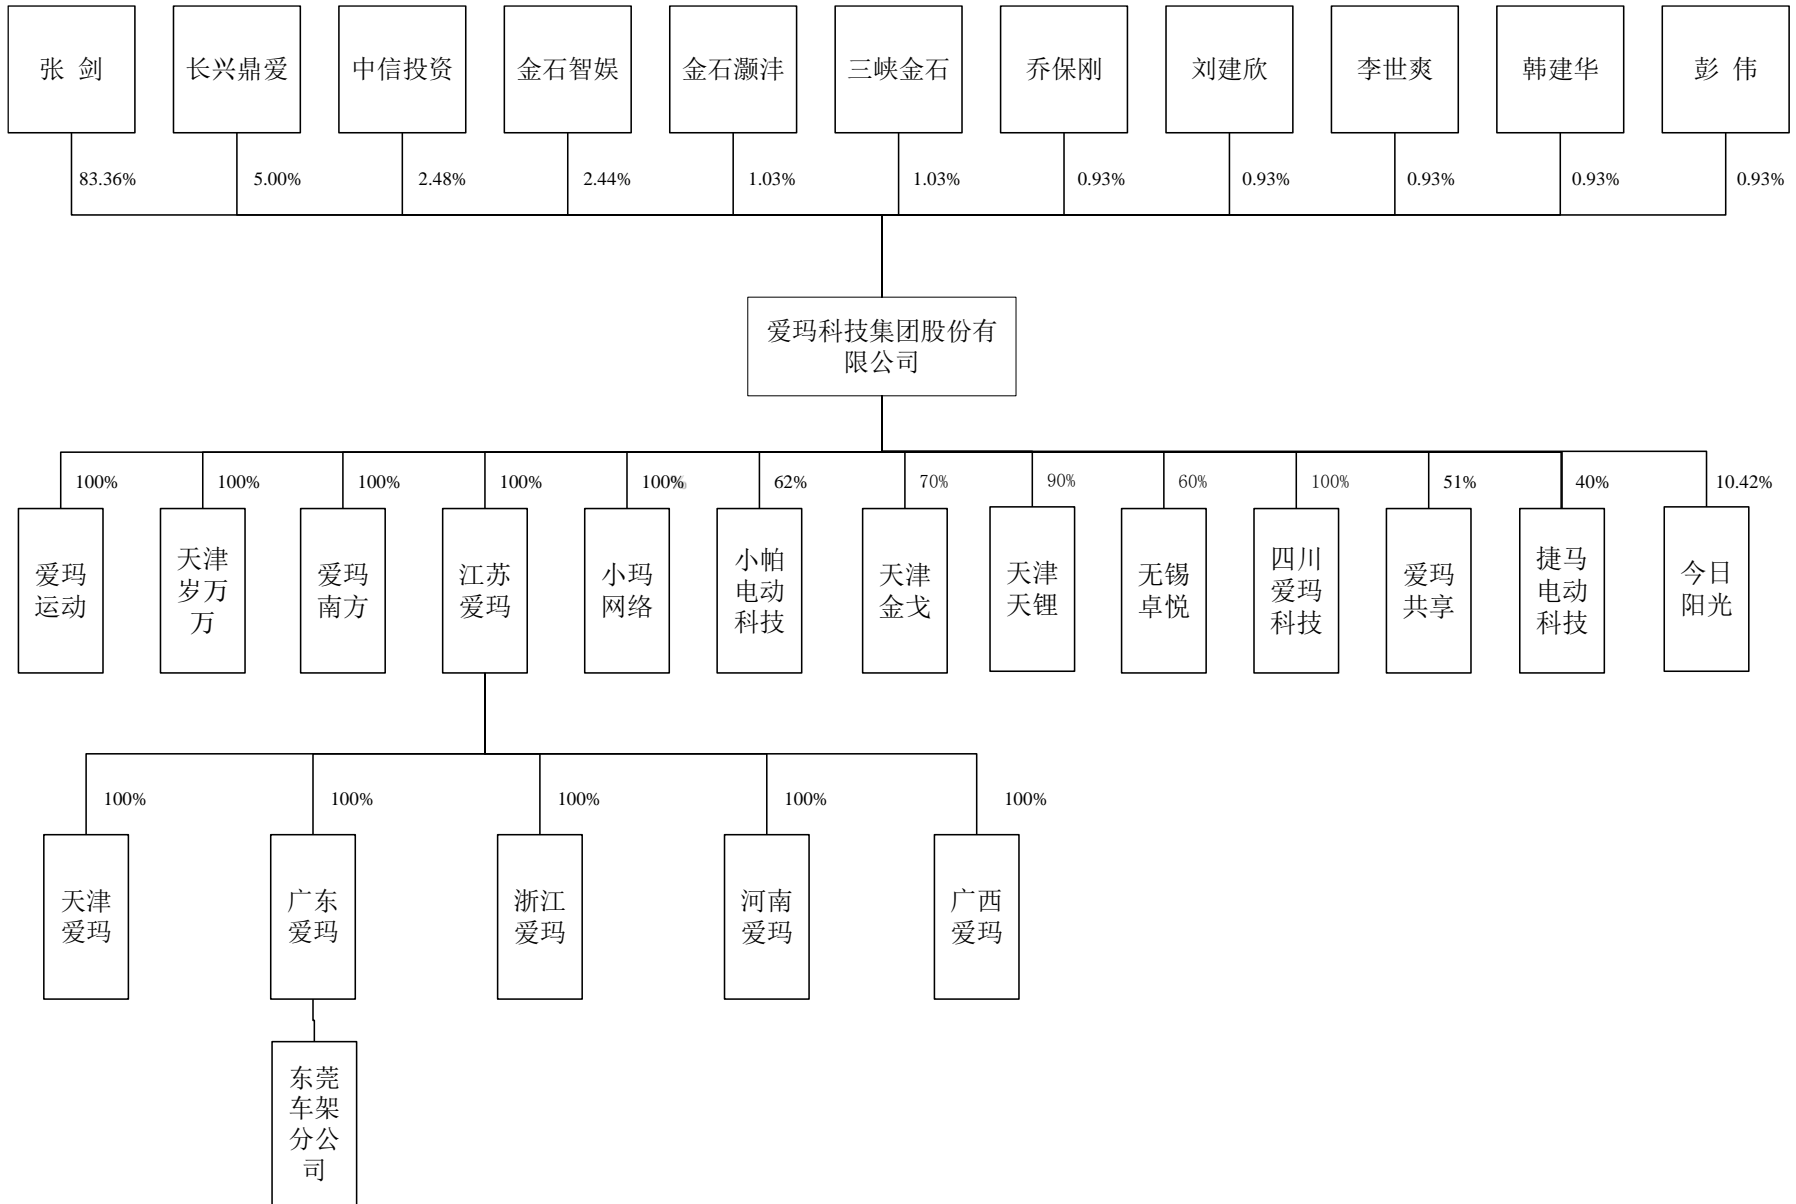 张 剑
长兴鼎爱
中信投资
金石智娱
金石灏沣
三峡金石
乔保刚
刘建欣
李世爽
韩建华
彭 伟
83.36%
5.00%
2.48%
2.44%
1.03%
1.03%
0.93%
0.93%
0.93%
0.93%
0.93%
爱玛科技集团股份有
限公司
100%
100%
100%
100%
100%
62%
70%
90%
60%
100%
51%
40%
10.42%
爱玛
运动
天津
岁万
万
爱玛
南方
江苏
爱玛
小玛
网络
小帕
电动
科技
天津
金戈
天津
天锂
无锡
卓悦
四川
爱玛
科技
爱玛
共享
捷马
电动
科技
今日
阳光
100%
100%
100%
100%
100%
天津
爱玛
广东
爱玛
浙江
爱玛
河南
爱玛
广西
爱玛
东莞
车架
分公
司